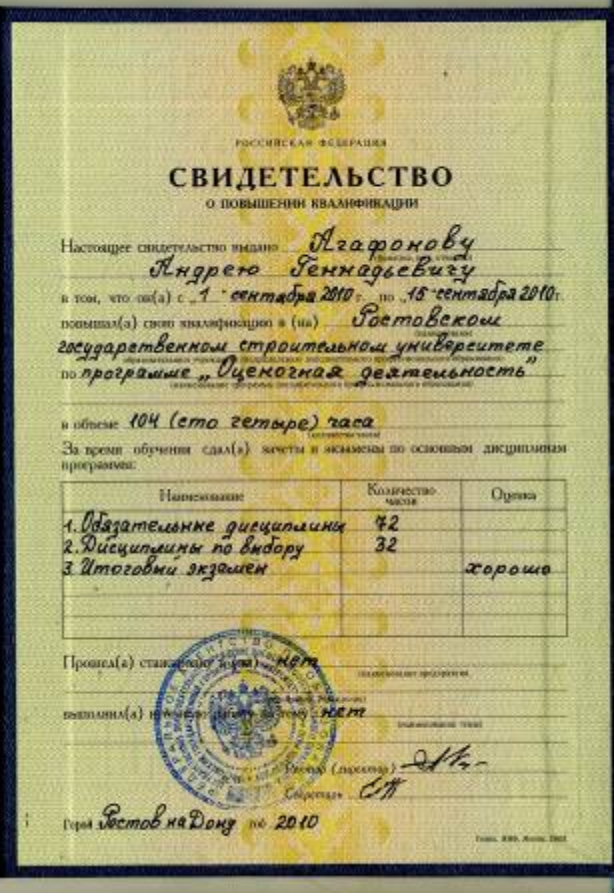 РОССИЙСКАЯ ФЕДЕРАЦИЯ
СВИДЕТЕЛЬСТВО
О ПОВЫШЕНИИ КВАЛИФИКАЦИИ
Настоящее свидетельство выдано Агафонову
Андрею Геннадьевичу
в том, что он(а) с „1" сентября 2010 г. по „15" сентября 2010 г.
повышал(а) свою квалификацию в (на) Ростовском
государственном строительном университете
по программе „Оценочная деятельность"
в объеме 104 (сто четыре) часа
За время обучения сдал(а) зачеты и экзамены по основным дисциплинам
программы:
Наименование Количество часов Оценка
1. Обязательные дисциплины 72
2. Дисциплины по выбору 32
3. Итоговый экзамен хорошо
Прошел(а) нет
выполнил(а) нет
Ректор (директор)
Секретарь
Город Ростов на Дону год 2010